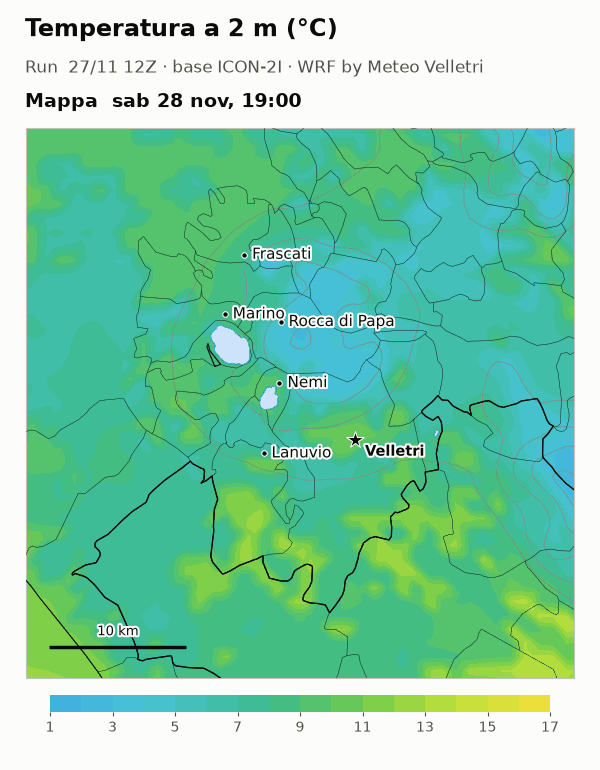 Temperatura a 2 m (°C)
Run  27/11 12Z · base ICON-2I · WRF by Meteo Velletri
Mappa  sab 28 nov, 19:00
Frascati
Marino
Rocca di Papa
Nemi
Velletri
Lanuvio
10 km
1 3 5 7 9 11 13 15 17